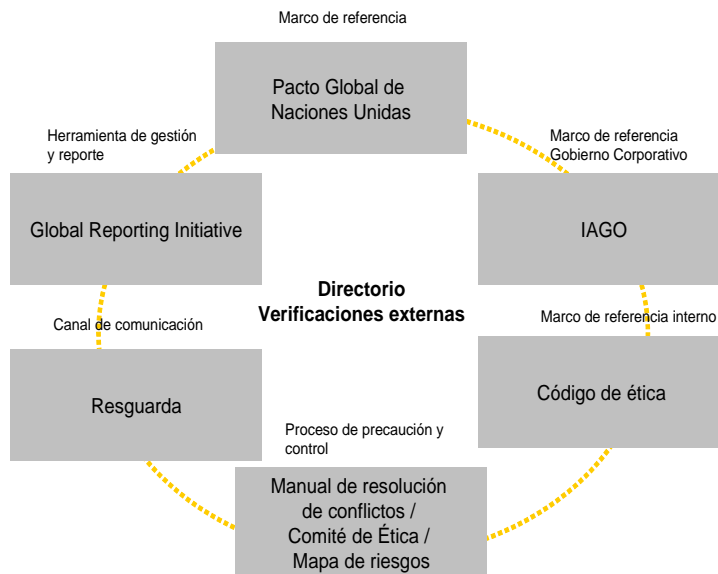 Marco de referencia
Pacto Global de
Naciones Unidas
Herramienta de gestión
y reporte
Marco de referencia
Gobierno Corporativo
Global Reporting Initiative
IAGO
Directorio
Verificaciones externas
Canal de comunicación
Marco de referencia interno
Resguarda
Código de ética
Proceso de precaución y
control
Manual de resolución
de conflictos /
Comité de Ética /
Mapa de riesgos